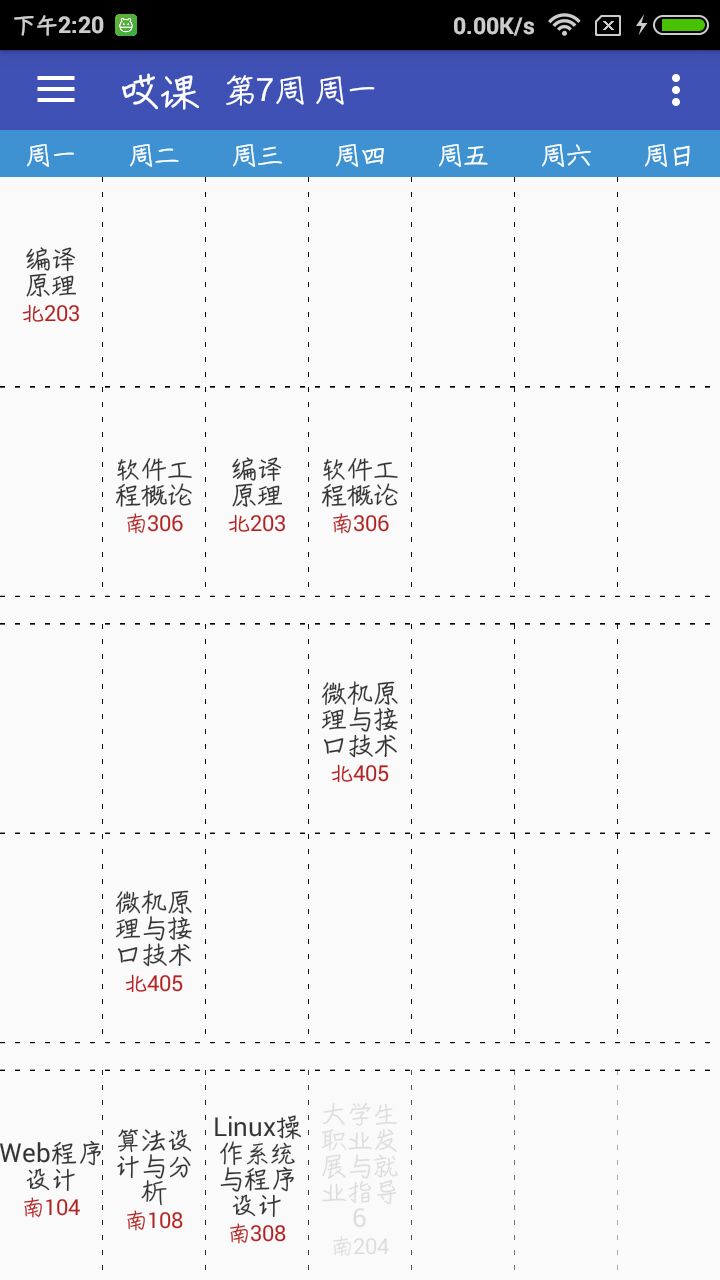 下午2:20
0.00K/s
哎课 第7周 周一
周一 周二 周三 周四 周五 周六 周日
编译
原理
北203
软件工
程概论
南306
编译
原理
北203
软件工
程概论
南306
微机原
理与接
口技术
北405
微机原
理与接
口技术
北405
Web程序
设计
南104
算法设
计与分
析
南108
Linux操
作系统
与程序
设计
南308
大学生
职业发
展与就
业指导
6
南204